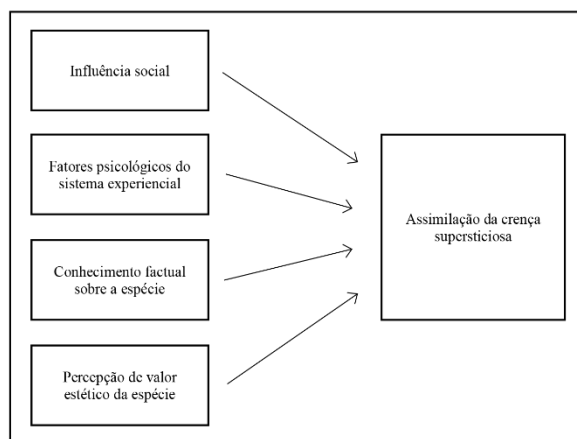 Influência social
Fatores psicológicos do
sistema experiencial
Conhecimento factual
sobre a espécie
Percepção de valor
estético da espécie
Assimilação da crença
supersticiosa